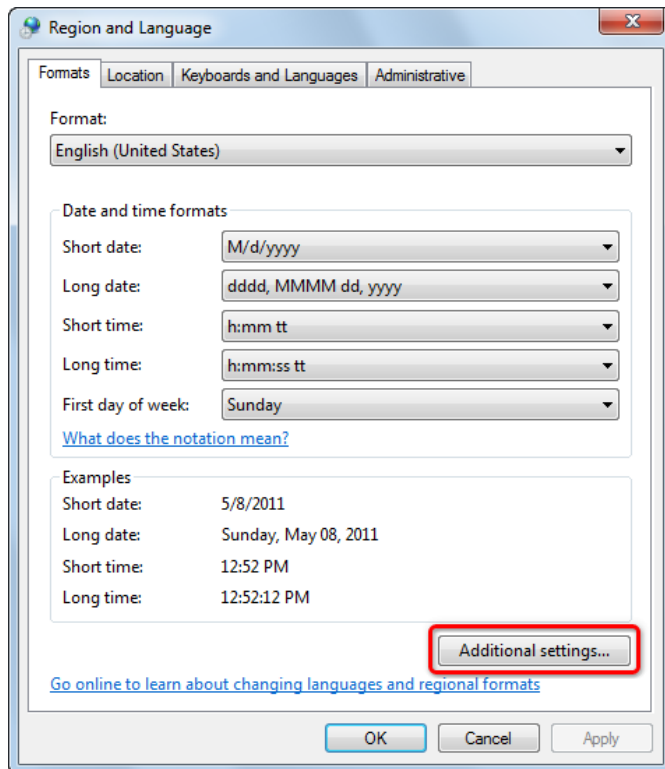 Region and Language
Formats Location Keyboards and Languages Administrative
Format:
English (United States)
Date and time formats
Short date: M/d/yyyy
Long date: dddd, MMMM dd, yyyy
Short time: h:mm tt
Long time: h:mm:ss tt
First day of week: Sunday
What does the notation mean?
Examples
Short date: 5/8/2011
Long date: Sunday, May 08, 2011
Short time: 12:52 PM
Long time: 12:52:12 PM
Additional settings...
Go online to learn about changing languages and regional formats
OK Cancel Apply